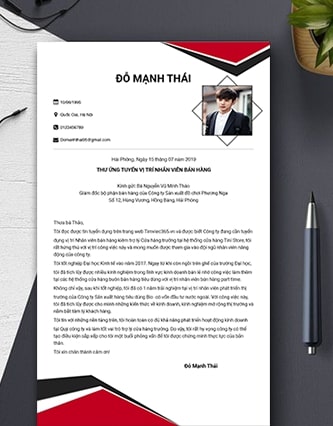 ĐỖ MẠNH THÁI
10/06/1995
Quốc Oai, Hà Nội
0123456789
Domanhthai95@gmail.com
Hải Phòng, Ngày 15 tháng 07 năm 2019
THƯ ỨNG TUYỂN VỊ TRÍ NHÂN VIÊN BÁN HÀNG
Kính gửi: Bà Nguyễn Vũ Minh Thảo
Giám đốc bộ phận bán hàng của Công ty Sản xuất đồ chơi Phương Nga
Số 12, Hùng Vương, Hồng Bàng, Hải Phòng
Thưa bà Thảo,
Tôi đọc được tin tuyển dụng trên trang web Timviec365.vn và được biết Công ty đang cần tuyển
dụng vị trí Nhân viên bán hàng kiêm trợ lý Cửa hàng trưởng tại hệ thống cửa hàng Toti Store, tôi
rất hứng thú với công việc này và mong muốn được tham gia vào đội ngũ nhân viên năng
động của công ty.
Tôi tốt nghiệp Đại học Kinh tế vào năm 2017. Ngay từ khi còn ngồi trên ghế của trường Đại học,
tôi đã tích lũy được nhiều kinh nghiệm trong lĩnh vực kinh doanh bán lẻ nhờ công việc làm thêm
tại các hệ thống cửa hàng buôn bán hàng tiêu dùng với vị trí nhân viên bán hàng part time.
Không chỉ vậy, sau khi tốt nghiệp, tôi đã có 1 năm trải nghiệm tại vị trí nhân viên phát triển thị
trường của Công ty Sản xuất hàng tiêu dùng Bảo có vốn đầu tư nước ngoài. Với công việc này,
tôi đã tích lũy được cho mình những kiến thức về kinh doanh, kinh nghiệm mở rộng thị trường và
nắm bắt tâm lý khách hàng.
Tôi tin với những nền tảng trên, tôi hoàn toàn có đủ khả năng phát triển hoạt động kinh doanh
tại Quý công ty và làm tốt vai trò trợ lý cửa hàng trưởng. Do vậy, tôi rất hy vọng công ty có thể
tạo điều kiện sắp xếp cho tôi một buổi phỏng vấn để tôi được chứng minh thực lực của bản
thân.
Tôi xin chân thành cảm ơn!
Đỗ Mạnh Thái